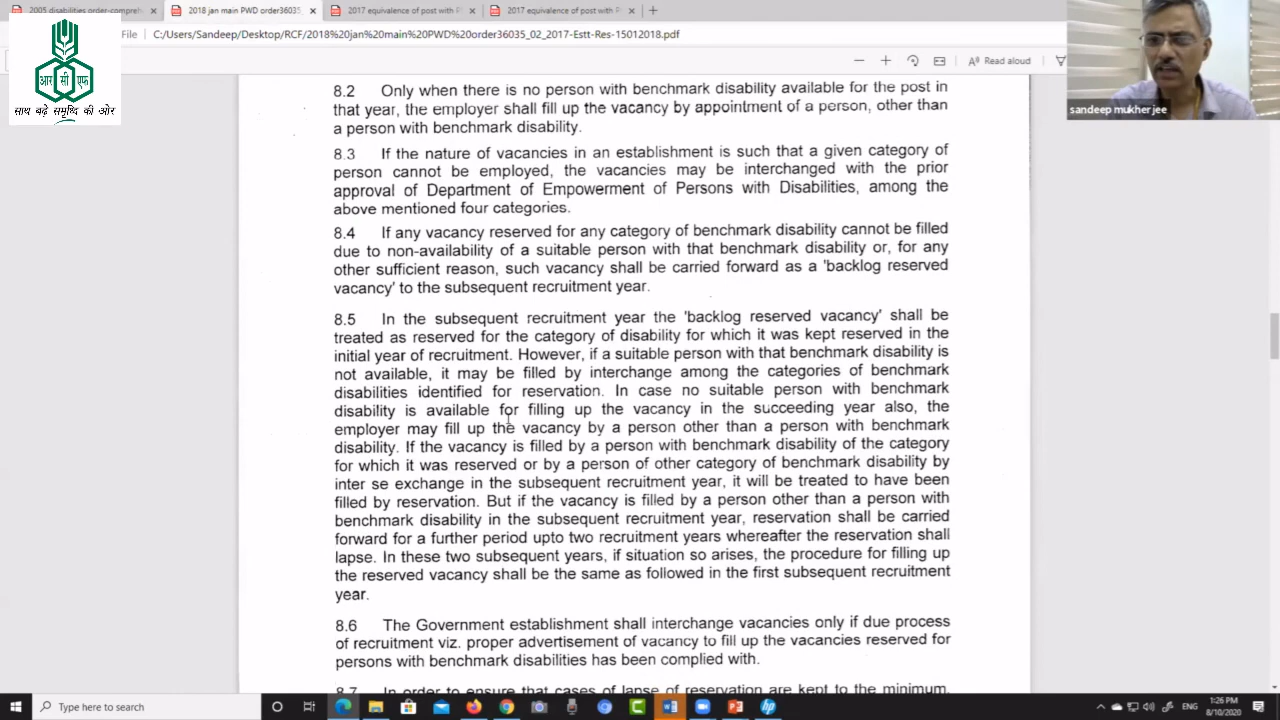 2005 disabilities order-compreh
2018 jan main PWD order36035_
2017 equivalence of post with P
2017 equivalence of post with P
File C:/Users/Sandeep/Desktop/RCF/2018%20jan%20main%20PWD%20order36035_02_2017-Estt-Res-15012018.pdf
Read aloud
आर सी एफ
साथ बढ़ें समृद्धि की ओर
sandeep mukherjee
8.2 Only when there is no person with benchmark disability available for the post in
that year, the employer shall fill up the vacancy by appointment of a person, other than
a person with benchmark disability.
8.3 If the nature of vacancies in an establishment is such that a given category of
person cannot be employed, the vacancies may be interchanged with the prior
approval of Department of Empowerment of Persons with Disabilities, among the
above mentioned four categories.
8.4 If any vacancy reserved for any category of benchmark disability cannot be filled
due to non-availability of a suitable person with that benchmark disability or, for any
other sufficient reason, such vacancy shall be carried forward as a 'backlog reserved
vacancy' to the subsequent recruitment year.
8.5 In the subsequent recruitment year the 'backlog reserved vacancy' shall be
treated as reserved for the category of disability for which it was kept reserved in the
initial year of recruitment. However, if a suitable person with that benchmark disability is
not available, it may be filled by interchange among the categories of benchmark
disabilities identified for reservation. In case no suitable person with benchmark
disability is available for filling up the vacancy in the succeeding year also, the
employer may fill up the vacancy by a person other than a person with benchmark
disability. If the vacancy is filled by a person with benchmark disability of the category
for which it was reserved or by a person of other category of benchmark disability by
inter se exchange in the subsequent recruitment year, it will be treated to have been
filled by reservation. But if the vacancy is filled by a person other than a person with
benchmark disability in the subsequent recruitment year, reservation shall be carried
forward for a further period upto two recruitment years whereafter the reservation shall
lapse. In these two subsequent years, if situation so arises, the procedure for filling up
the reserved vacancy shall be the same as followed in the first subsequent recruitment
year.
8.6 The Government establishment shall interchange vacancies only if due process
of recruitment viz. proper advertisement of vacancy to fill up the vacancies reserved for
persons with benchmark disabilities has been complied with.
8.7 In order to ensure that cases of lapse of reservation are kept to the minimum,
Type here to search
ENG
1:26 PM
8/10/2020